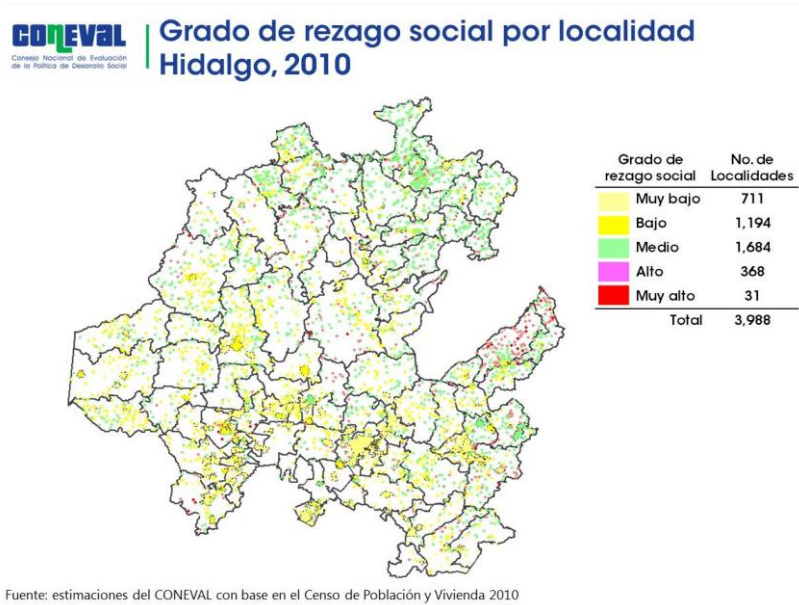 CONEVAL
Consejo Nacional de Evaluación
de la Política de Desarrollo Social
Grado de rezago social por localidad
Hidalgo, 2010
Grado de rezago social No. de Localidades
Muy bajo 711
Bajo 1,194
Medio 1,684
Alto 368
Muy alto 31
Total 3,988
Fuente: estimaciones del CONEVAL con base en el Censo de Población y Vivienda 2010